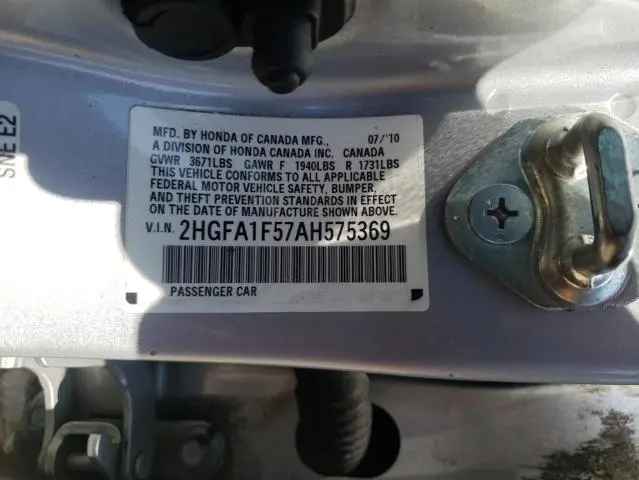 MFD. BY HONDA OF CANADA MFG., 07/'10
A DIVISION OF HONDA CANADA INC. CANADA
GVWR 3671LBS GAWR F 1940LBS R 1731LBS
THIS VEHICLE CONFORMS TO ALL APPLICABLE
FEDERAL MOTOR VEHICLE SAFETY, BUMPER,
AND THEFT PREVENTION STANDARDS IN EFFECT
ON THE DATE OF MANUFACTURE SHOWN ABOVE.
V.I.N. 2HGFA1F57AH575369
PASSENGER CAR
SNE E2